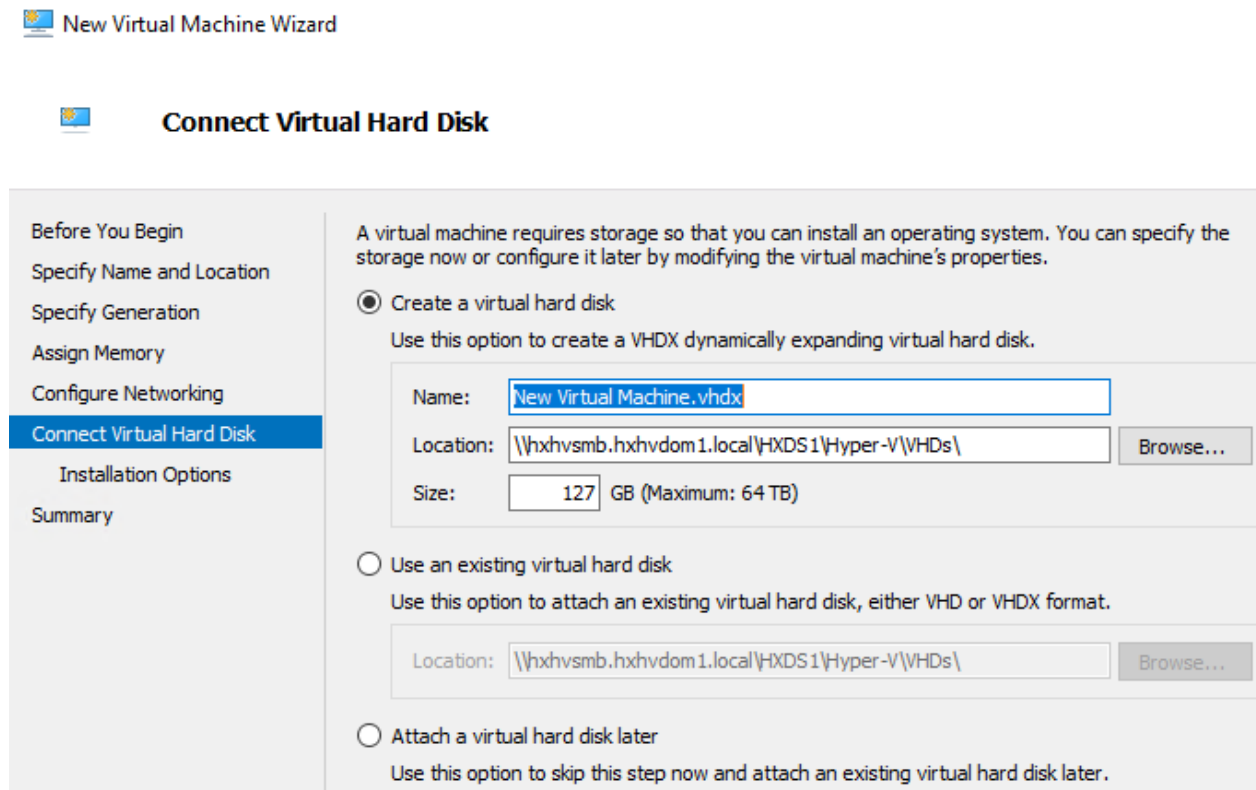 New Virtual Machine Wizard
Connect Virtual Hard Disk
Before You Begin
Specify Name and Location
Specify Generation
Assign Memory
Configure Networking
Connect Virtual Hard Disk
Installation Options
Summary
A virtual machine requires storage so that you can install an operating system. You can specify the
storage now or configure it later by modifying the virtual machine's properties.
Create a virtual hard disk
Use this option to create a VHDX dynamically expanding virtual hard disk.
Name: New Virtual Machine.vhdx
Location: \\hxhvsmb.hxhvdom1.local\HXDS1\Hyper-V\VHDs\ Browse...
Size: 127 GB (Maximum: 64 TB)
Use an existing virtual hard disk
Use this option to attach an existing virtual hard disk, either VHD or VHDX format.
Location: \\hxhvsmb.hxhvdom1.local\HXDS1\Hyper-V\VHDs\ Browse...
Attach a virtual hard disk later
Use this option to skip this step now and attach an existing virtual hard disk later.